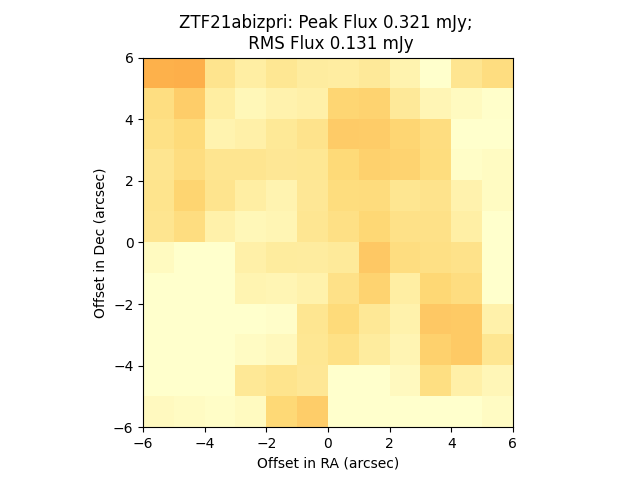 ZTF21abizpri: Peak Flux 0.321 mJy;
RMS Flux 0.131 mJy
6
4
2
0
−2
−4
−6
Offset in Dec (arcsec)
−6 −4 −2 0 2 4 6
Offset in RA (arcsec)